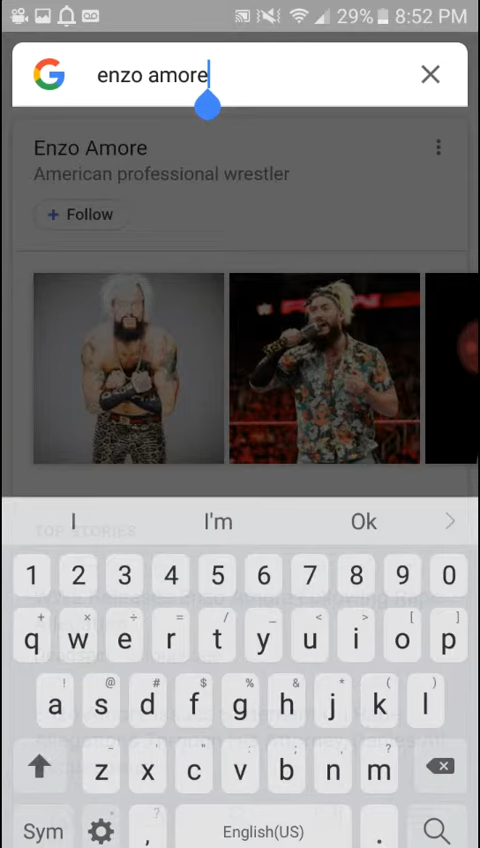 29% 8:52 PM
enzo amore
Enzo Amore
American professional wrestler
+ Follow
TOP STORIES
I I'm Ok
1 2 3 4 5 6 7 8 9 0
+ × ÷ = / _ < > [ ]
q w e r t y u i o p
! @ # $ % & * ( )
a s d f g h j k l
- ' " : ; , ?
z x c v b n m
Sym , English(US) .